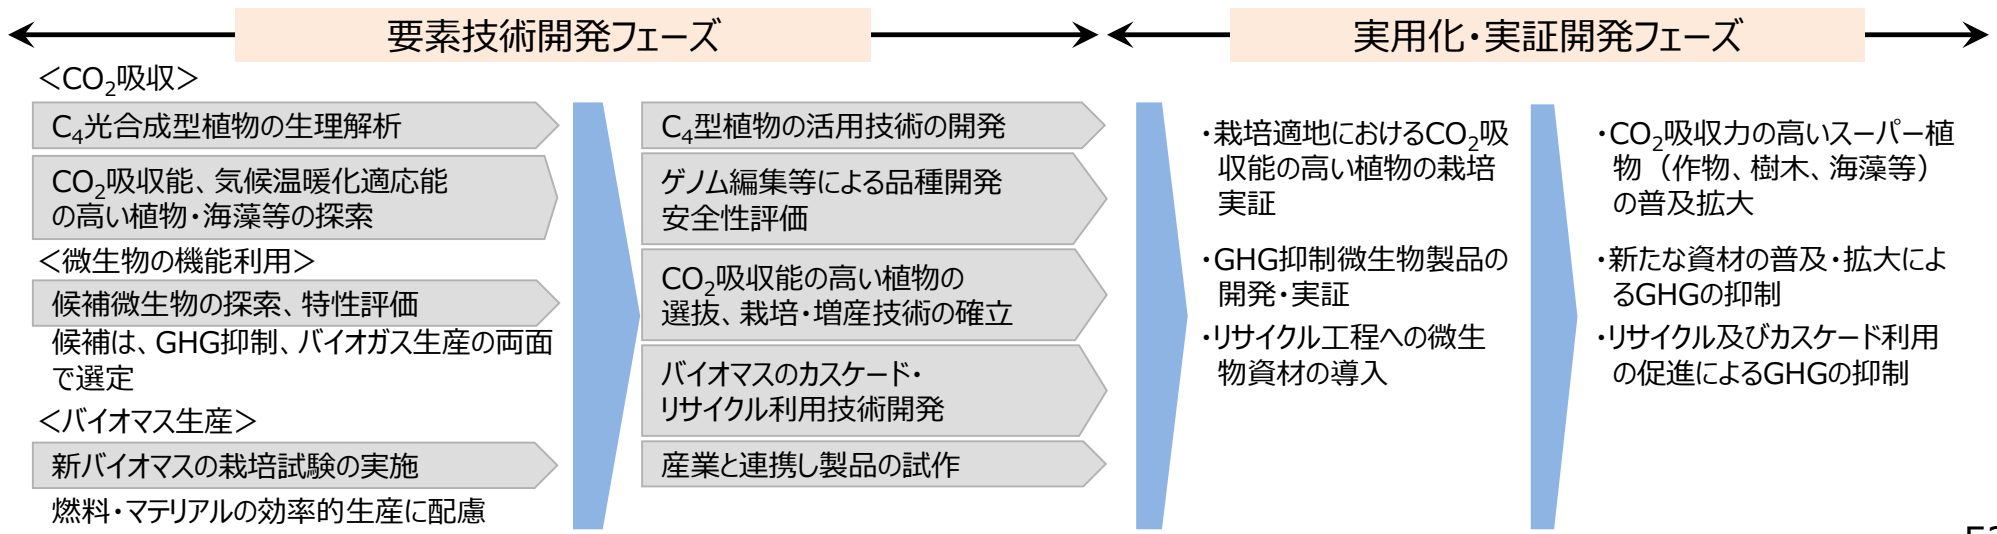 要素技術開発フェーズ
実用化・実証開発フェーズ
＜CO₂吸収＞
C₄光合成型植物の生理解析
CO₂吸収能、気候温暖化適応能
の高い植物・海藻等の探索
＜微生物の機能利用＞
候補微生物の探索、特性評価
候補は、GHG抑制、バイオガス生産の両面
で選定
＜バイオマス生産＞
新バイオマスの栽培試験の実施
燃料・マテリアルの効率的生産に配慮
C₄型植物の活用技術の開発
ゲノム編集等による品種開発
安全性評価
CO₂吸収能の高い植物の
選抜、栽培・増産技術の確立
バイオマスのカスケード・
リサイクル利用技術開発
産業と連携し製品の試作
・栽培適地におけるCO₂吸
収能の高い植物の栽培
実証
・GHG抑制微生物製品の
開発・実証
・リサイクル工程への微生
物資材の導入
・CO₂吸収力の高いスーパー植
物（作物、樹木、海藻等）
の普及拡大
・新たな資材の普及・拡大によ
るGHGの抑制
・リサイクル及びカスケード利用
の促進によるGHGの抑制